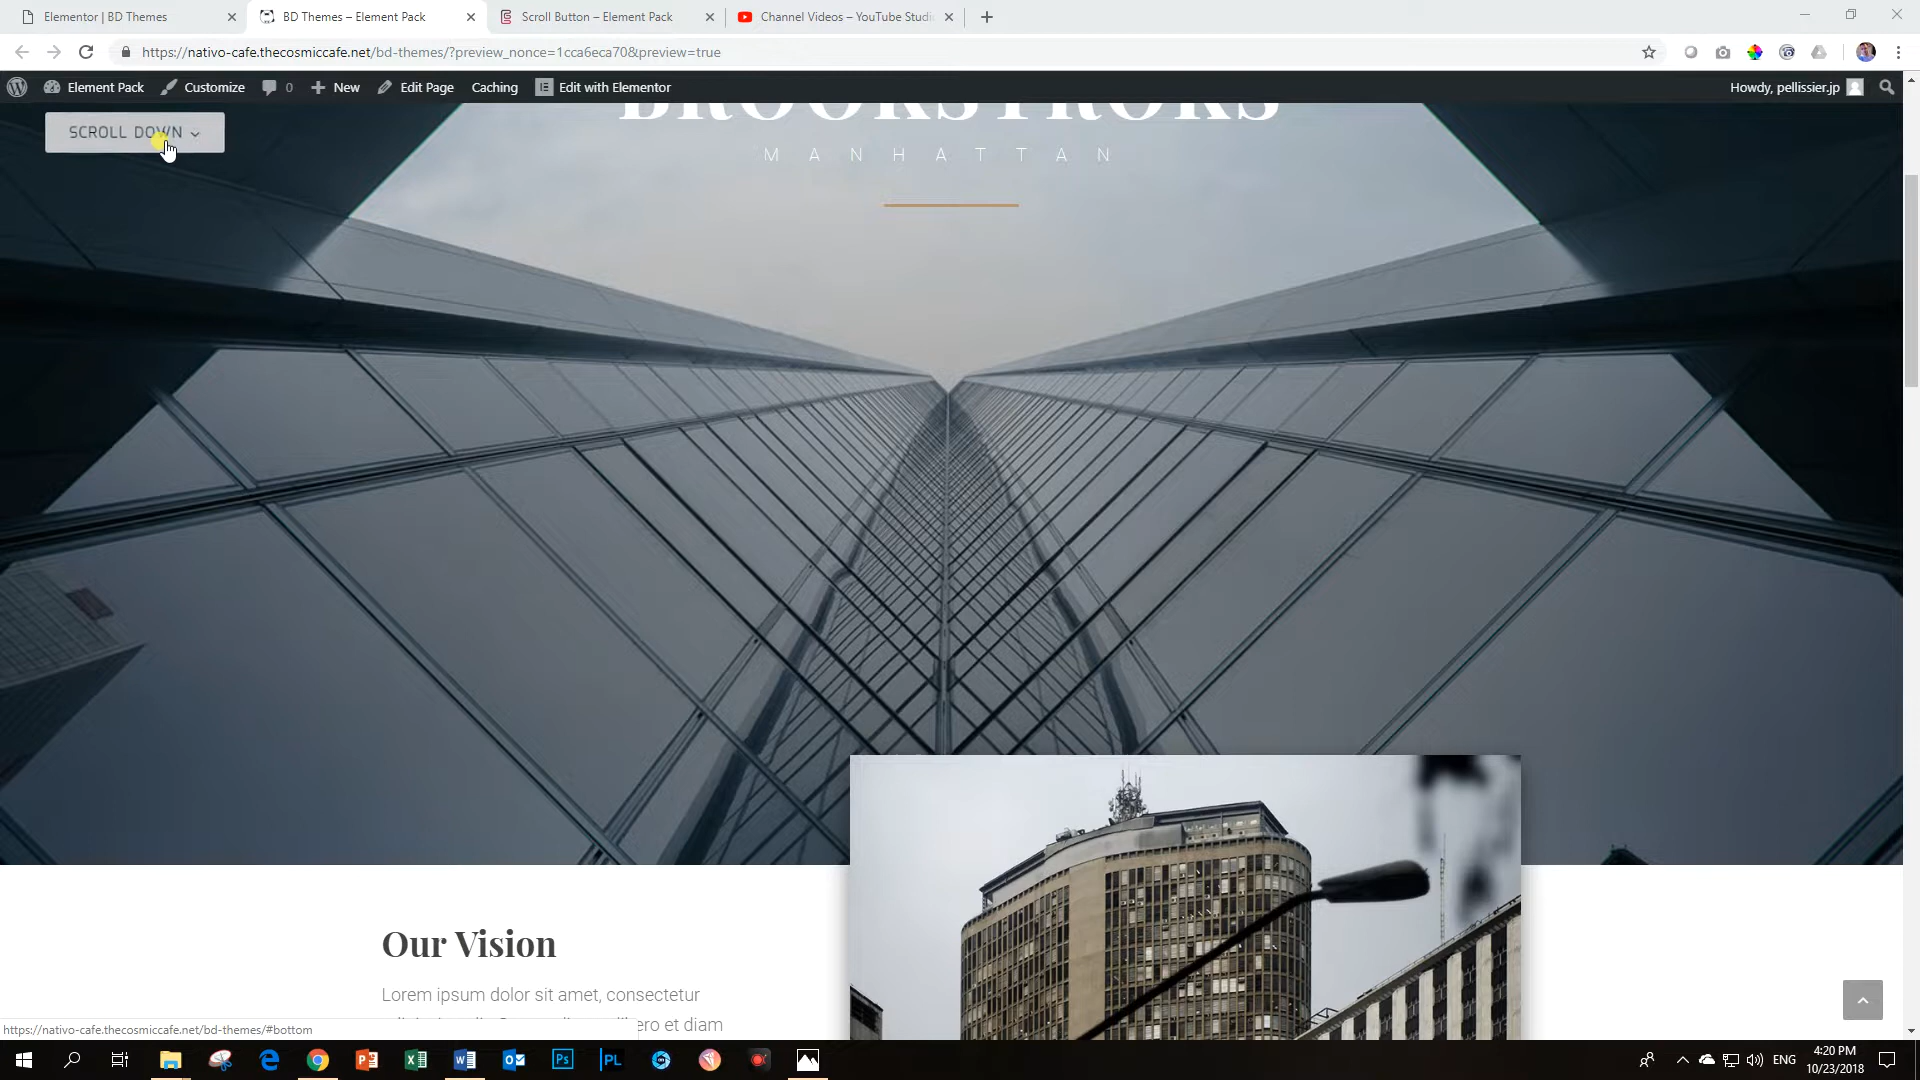 Elementor | BD Themes
BD Themes – Element Pack
Scroll Button – Element Pack
Channel Videos – YouTube Studi
https://nativo-cafe.thecosmiccafe.net/bd-themes/?preview_nonce=1cca6eca70&preview=true
Element Pack
Customize
0
New
Edit Page
Caching
Edit with Elementor
Howdy, pellissier.jp
BROOKSTROKS
SCROLL DOWN
MANHATTAN
Our Vision
Lorem ipsum dolor sit amet, consectetur
ero et diam
https://nativo-cafe.thecosmiccafe.net/bd-themes/#bottom
ENG
4:20 PM
10/23/2018